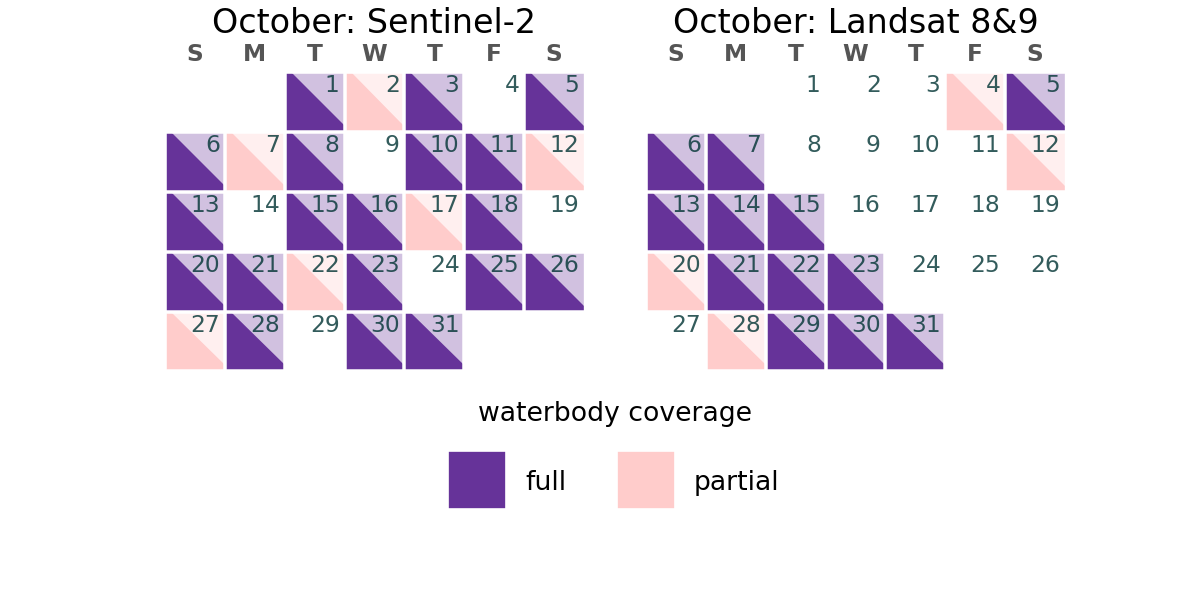 October: Sentinel-2
S M T W T F S
1 2 3 4 5
6 7 8 9 10 11 12
13 14 15 16 17 18 19
20 21 22 23 24 25 26
27 28 29 30 31
October: Landsat 8&9
S M T W T F S
1 2 3 4 5
6 7 8 9 10 11 12
13 14 15 16 17 18 19
20 21 22 23 24 25 26
27 28 29 30 31
waterbody coverage
full partial